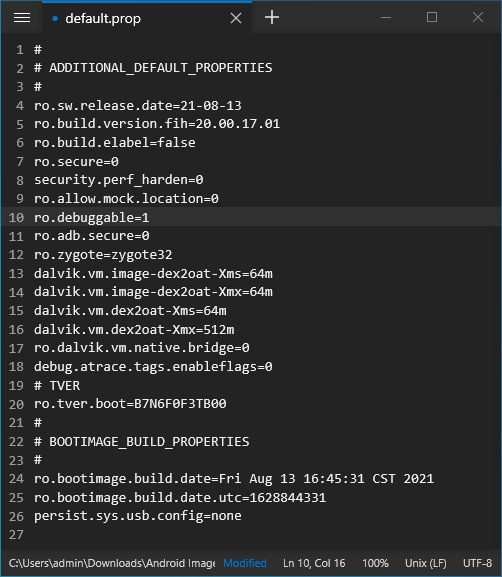 default.prop
1 #
2 # ADDITIONAL_DEFAULT_PROPERTIES
3 #
4 ro.sw.release.date=21-08-13
5 ro.build.version.fih=20.00.17.01
6 ro.build.elabel=false
7 ro.secure=0
8 security.perf_harden=0
9 ro.allow.mock.location=0
10 ro.debuggable=1
11 ro.adb.secure=0
12 ro.zygote=zygote32
13 dalvik.vm.image-dex2oat-Xms=64m
14 dalvik.vm.image-dex2oat-Xmx=64m
15 dalvik.vm.dex2oat-Xms=64m
16 dalvik.vm.dex2oat-Xmx=512m
17 ro.dalvik.vm.native.bridge=0
18 debug.atrace.tags.enableflags=0
19 # TVER
20 ro.tver.boot=B7N6F0F3TB00
21 #
22 # BOOTIMAGE_BUILD_PROPERTIES
23 #
24 ro.bootimage.build.date=Fri Aug 13 16:45:31 CST 2021
25 ro.bootimage.build.date.utc=1628844331
26 persist.sys.usb.config=none
27
C:\Users\admin\Downloads\Android Image Modified Ln 10, Col 16 100% Unix (LF) UTF-8